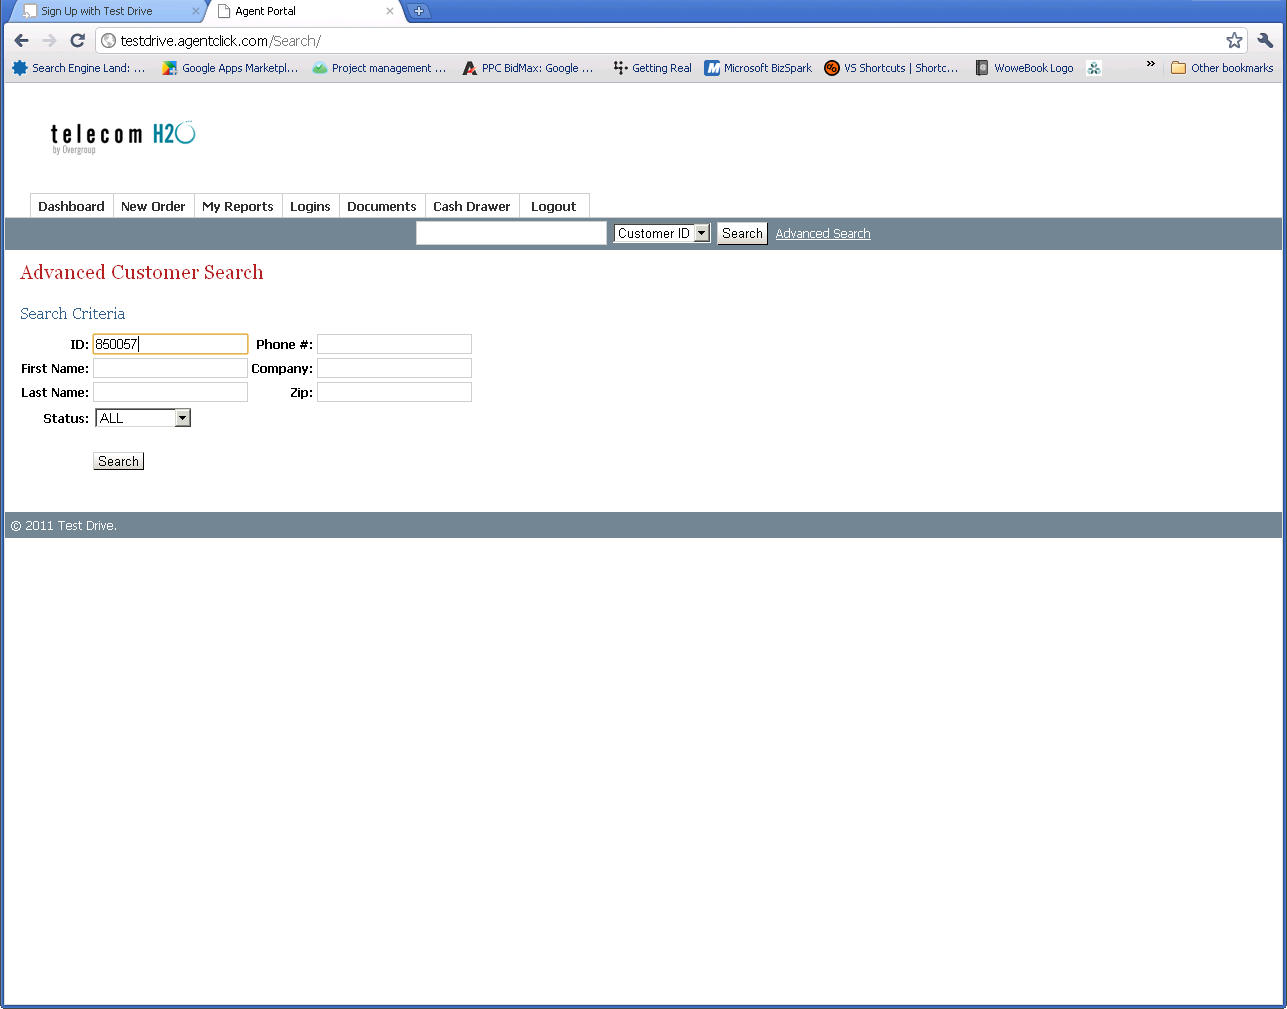 Sign Up with Test Drive
Agent Portal
testdrive.agentclick.com/Search/
Search Engine Land: ...
Google Apps Marketpl...
Project management ...
PPC BidMax: Google ...
Getting Real
Microsoft BizSpark
VS Shortcuts | Shortc...
WoweBook Logo
»
Other bookmarks
telecom H2O
by Overgroup
Dashboard
New Order
My Reports
Logins
Documents
Cash Drawer
Logout
Customer ID
Search
Advanced Search
Advanced Customer Search
Search Criteria
ID: 850057 Phone #:
First Name: Company:
Last Name: Zip:
Status: ALL
Search
© 2011 Test Drive.